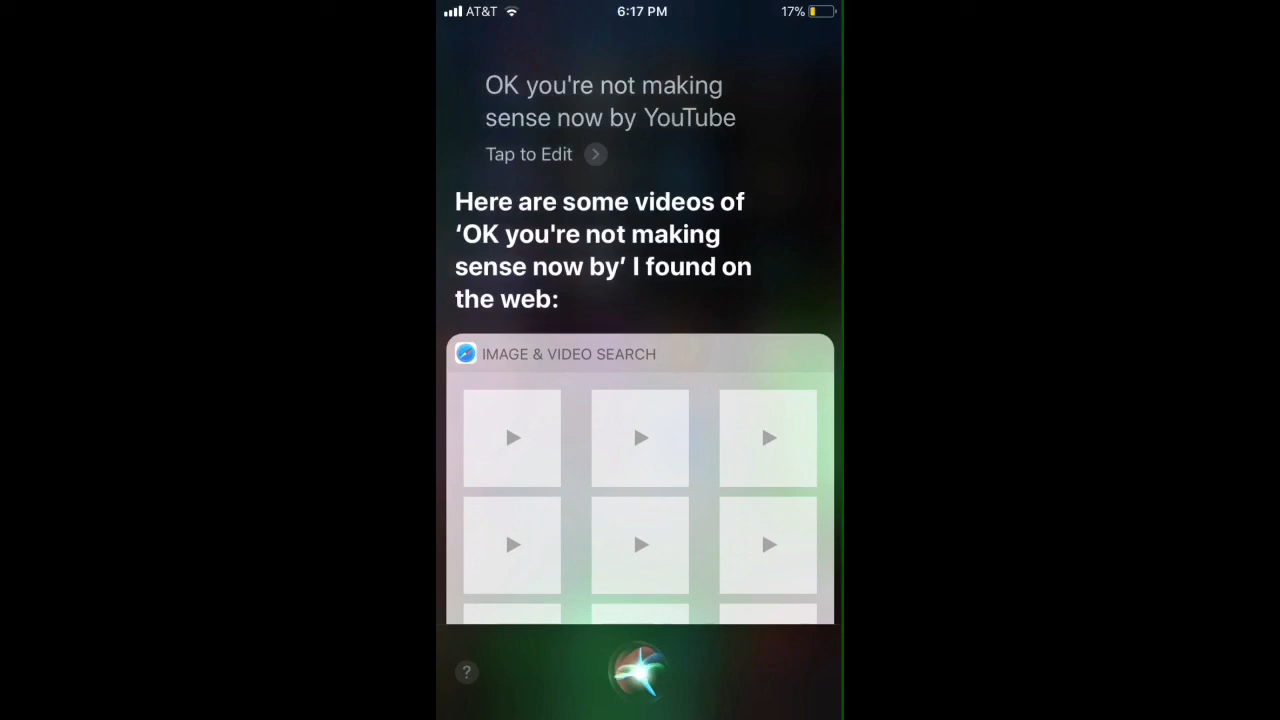 AT&T 6:17 PM 17%
OK you're not making
sense now by YouTube
Tap to Edit
Here are some videos of
‘OK you're not making
sense now by’ I found on
the web:
IMAGE & VIDEO SEARCH
?